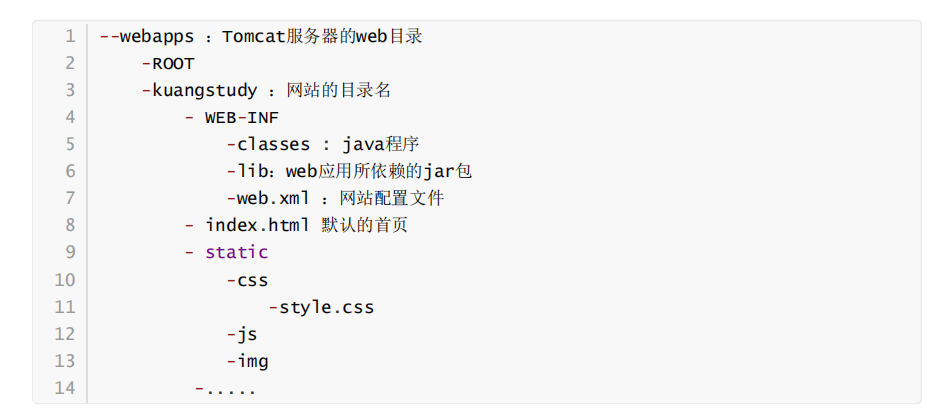 1 --webapps ：Tomcat服务器的web目录
2 -ROOT
3 -kuangstudy ：网站的目录名
4 - WEB-INF
5 -classes : java程序
6 -lib：web应用所依赖的jar包
7 -web.xml ：网站配置文件
8 - index.html 默认的首页
9 - static
10 -css
11 -style.css
12 -js
13 -img
14 -.....